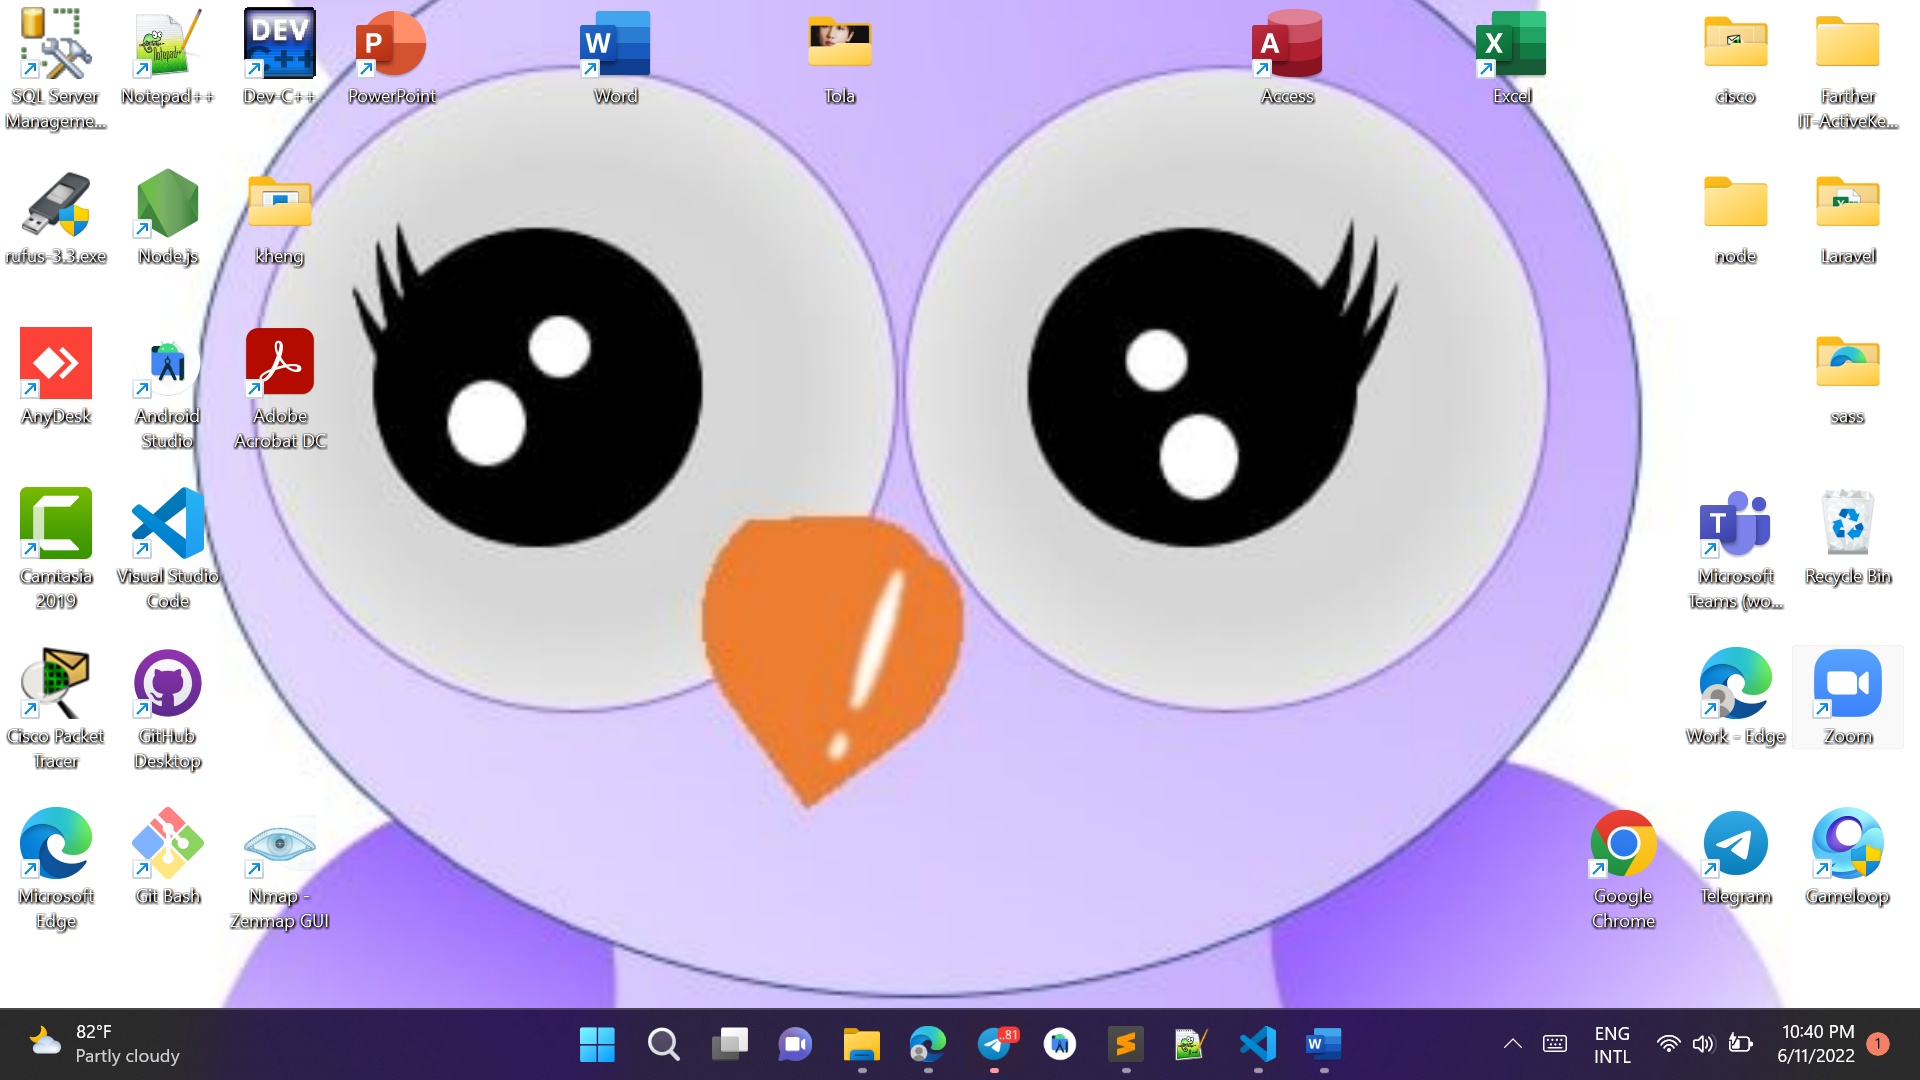 SQL Server
Manageme...
Notepad++
DEV
C++
Dev-C++
P
PowerPoint
W
Word
Tola
A
Access
X
Excel
cisco
Farther
IT-ActiveKe...
rufus-3.3.exe
Node.js
kheng
node
Laravel
AnyDesk
Android
Studio
Adobe
Acrobat DC
sass
Camtasia
2019
Visual Studio
Code
T
Microsoft
Teams (wo...
Recycle Bin
Cisco Packet
Tracer
GitHub
Desktop
Work - Edge
Zoom
Microsoft
Edge
Git Bash
Nmap -
Zenmap GUI
Google
Chrome
Telegram
Gameloop
82°F
Partly cloudy
..81
W
ENG
INTL
10:40 PM
6/11/2022
1